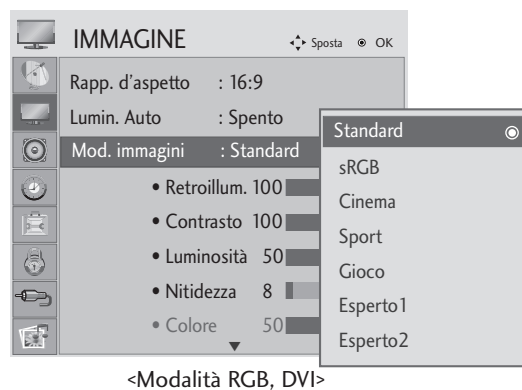 IMMAGINE
Sposta OK
Rapp. d'aspetto : 16:9
Lumin. Auto : Spento
Mod. immagini : Standard
• Retroillum. 100
• Contrasto 100
• Luminosità 50
• Nitidezza 8
• Colore 50
Standard
sRGB
Cinema
Sport
Gioco
Esperto1
Esperto2
<Modalità RGB, DVI>